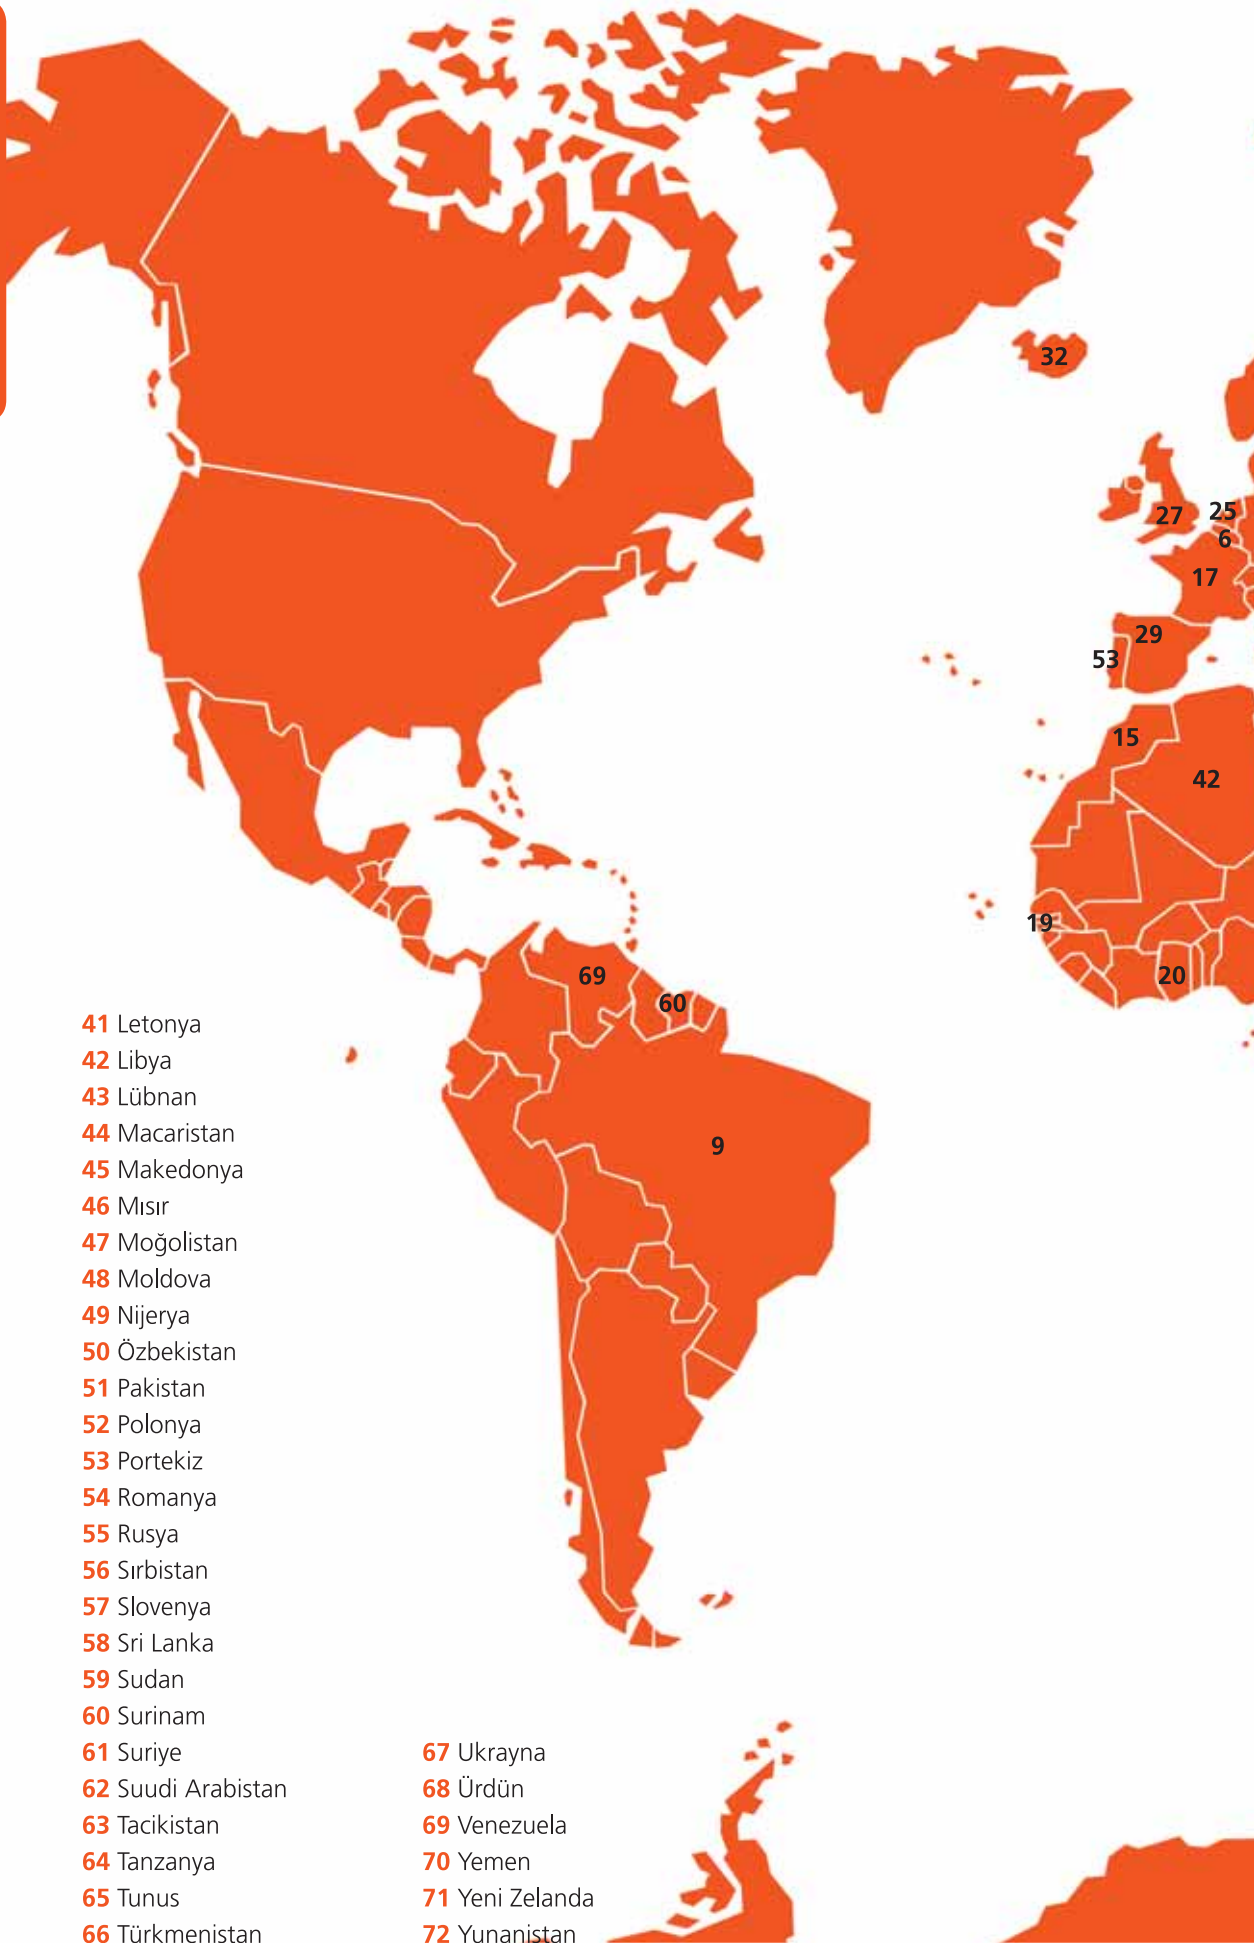 32
27
25
6
17
29
53
15
42
19
20
69
60
9
41 Letonya
42 Libya
43 Lübnan
44 Macaristan
45 Makedonya
46 Mısır
47 Moğolistan
48 Moldova
49 Nijerya
50 Özbekistan
51 Pakistan
52 Polonya
53 Portekiz
54 Romanya
55 Rusya
56 Sırbistan
57 Slovenya
58 Sri Lanka
59 Sudan
60 Surinam
61 Suriye
62 Suudi Arabistan
63 Tacikistan
64 Tanzanya
65 Tunus
66 Türkmenistan
67 Ukrayna
68 Ürdün
69 Venezuela
70 Yemen
71 Yeni Zelanda
72 Yunanistan